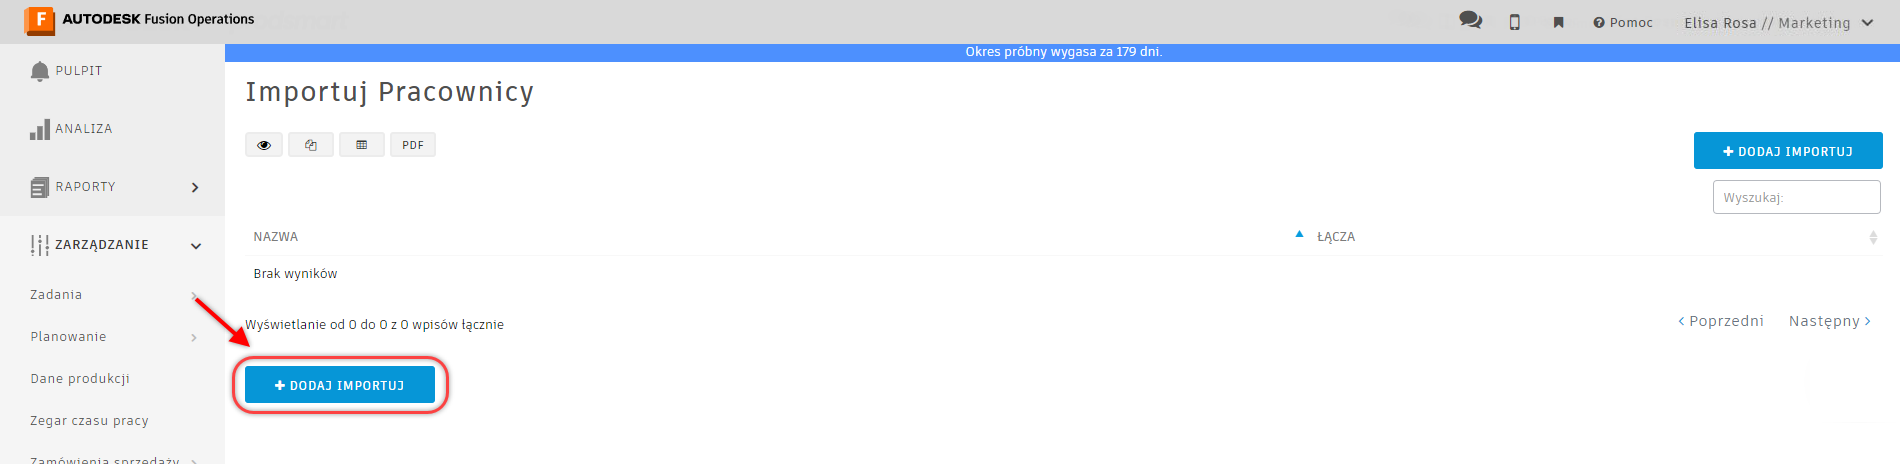 F AUTODESK Fusion Operations
Pomoc
Elisa Rosa // Marketing
Okres próbny wygasa za 179 dni.
PULPIT
ANALIZA
RAPORTY
ZARZĄDZANIE
Zadania
Planowanie
Dane produkcji
Zegar czasu pracy
Zamówienia sprzedaży
Importuj Pracownicy
PDF
DODAJ IMPORTUJ
Wyszukaj:
NAZWA
ŁĄCZA
Brak wyników
Wyświetlanie od 0 do 0 z 0 wpisów łącznie
Poprzedni
Następny
DODAJ IMPORTUJ